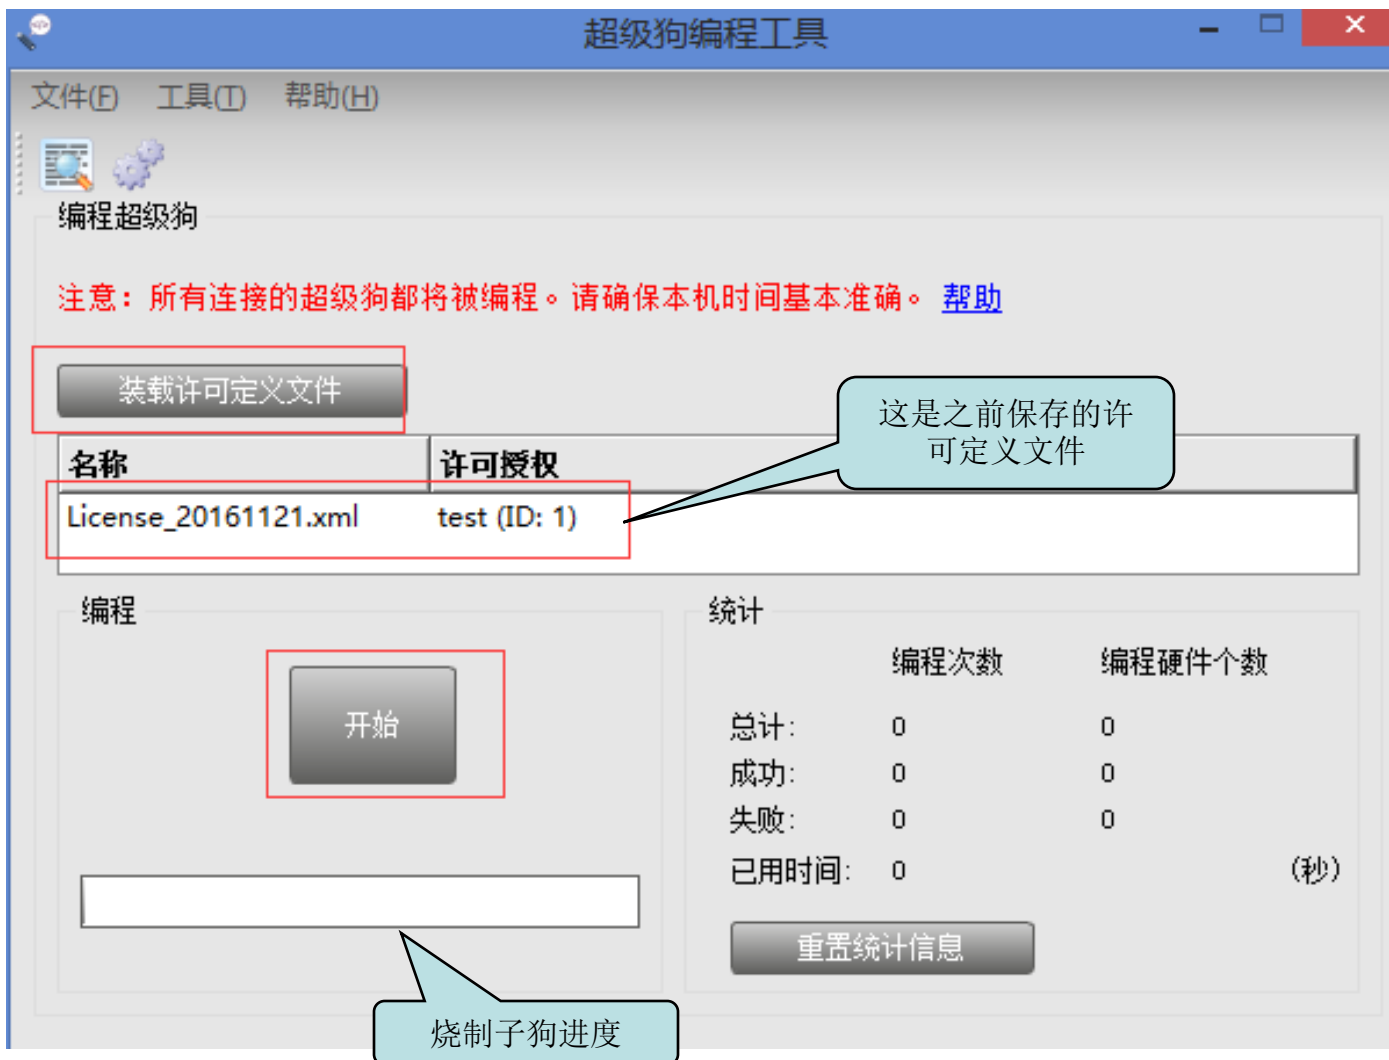 超级狗编程工具
文件(F) 工具(T) 帮助(H)
编程超级狗
注意：所有连接的超级狗都将被编程。请确保本机时间基本准确。 帮助
装载许可定义文件
这是之前保存的许
可定义文件
名称 许可授权
License_20161121.xml test (ID: 1)
编程
开始
统计
编程次数 编程硬件个数
总计: 0 0
成功: 0 0
失败: 0 0
已用时间: 0 (秒)
重置统计信息
烧制子狗进度